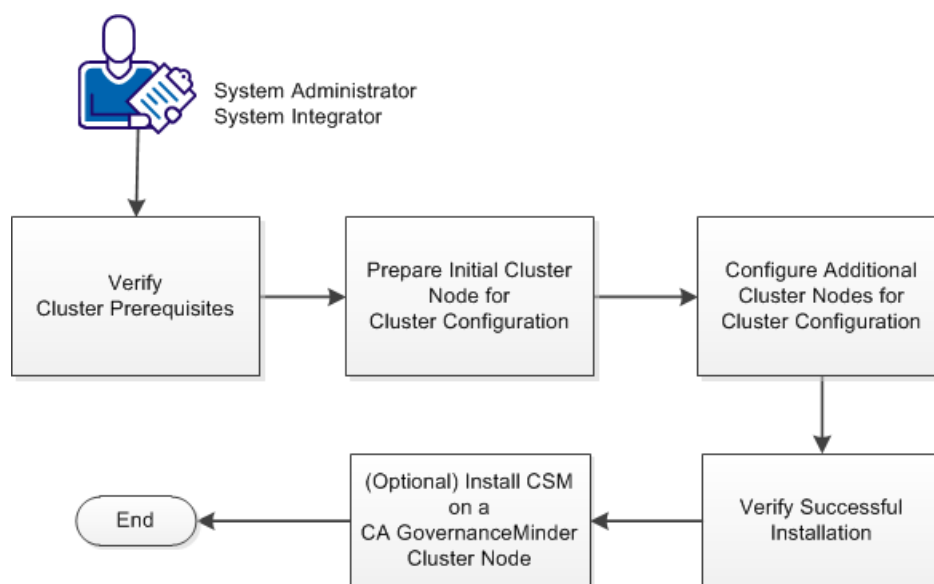 System Administrator
System Integrator
Verify
Cluster Prerequisites
Prepare Initial Cluster
Node for
Cluster Configuration
Configure Additional
Cluster Nodes for
Cluster Configuration
Verify Successful
Installation
(Optional) Install CSM
on a
CA GovernanceMinder
Cluster Node
End